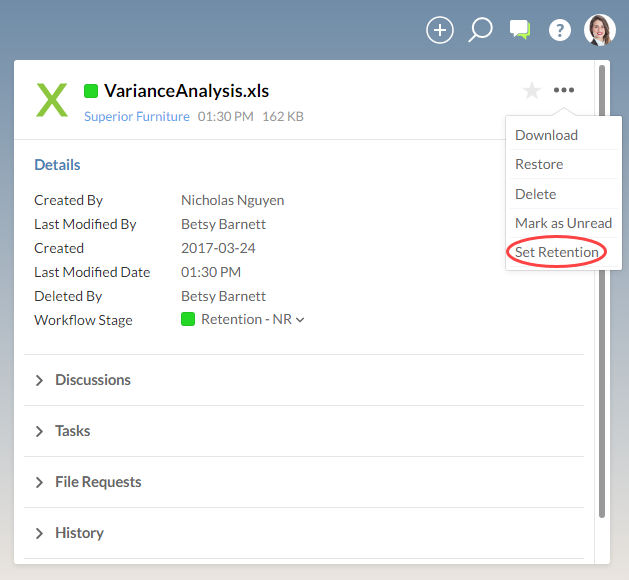 VarianceAnalysis.xls
Superior Furniture 01:30 PM 162 KB
Download
Restore
Delete
Mark as Unread
Set Retention
Details
Created By Nicholas Nguyen
Last Modified By Betsy Barnett
Created 2017-03-24
Last Modified Date 01:30 PM
Deleted By Betsy Barnett
Workflow Stage Retention - NR
Discussions
Tasks
File Requests
History